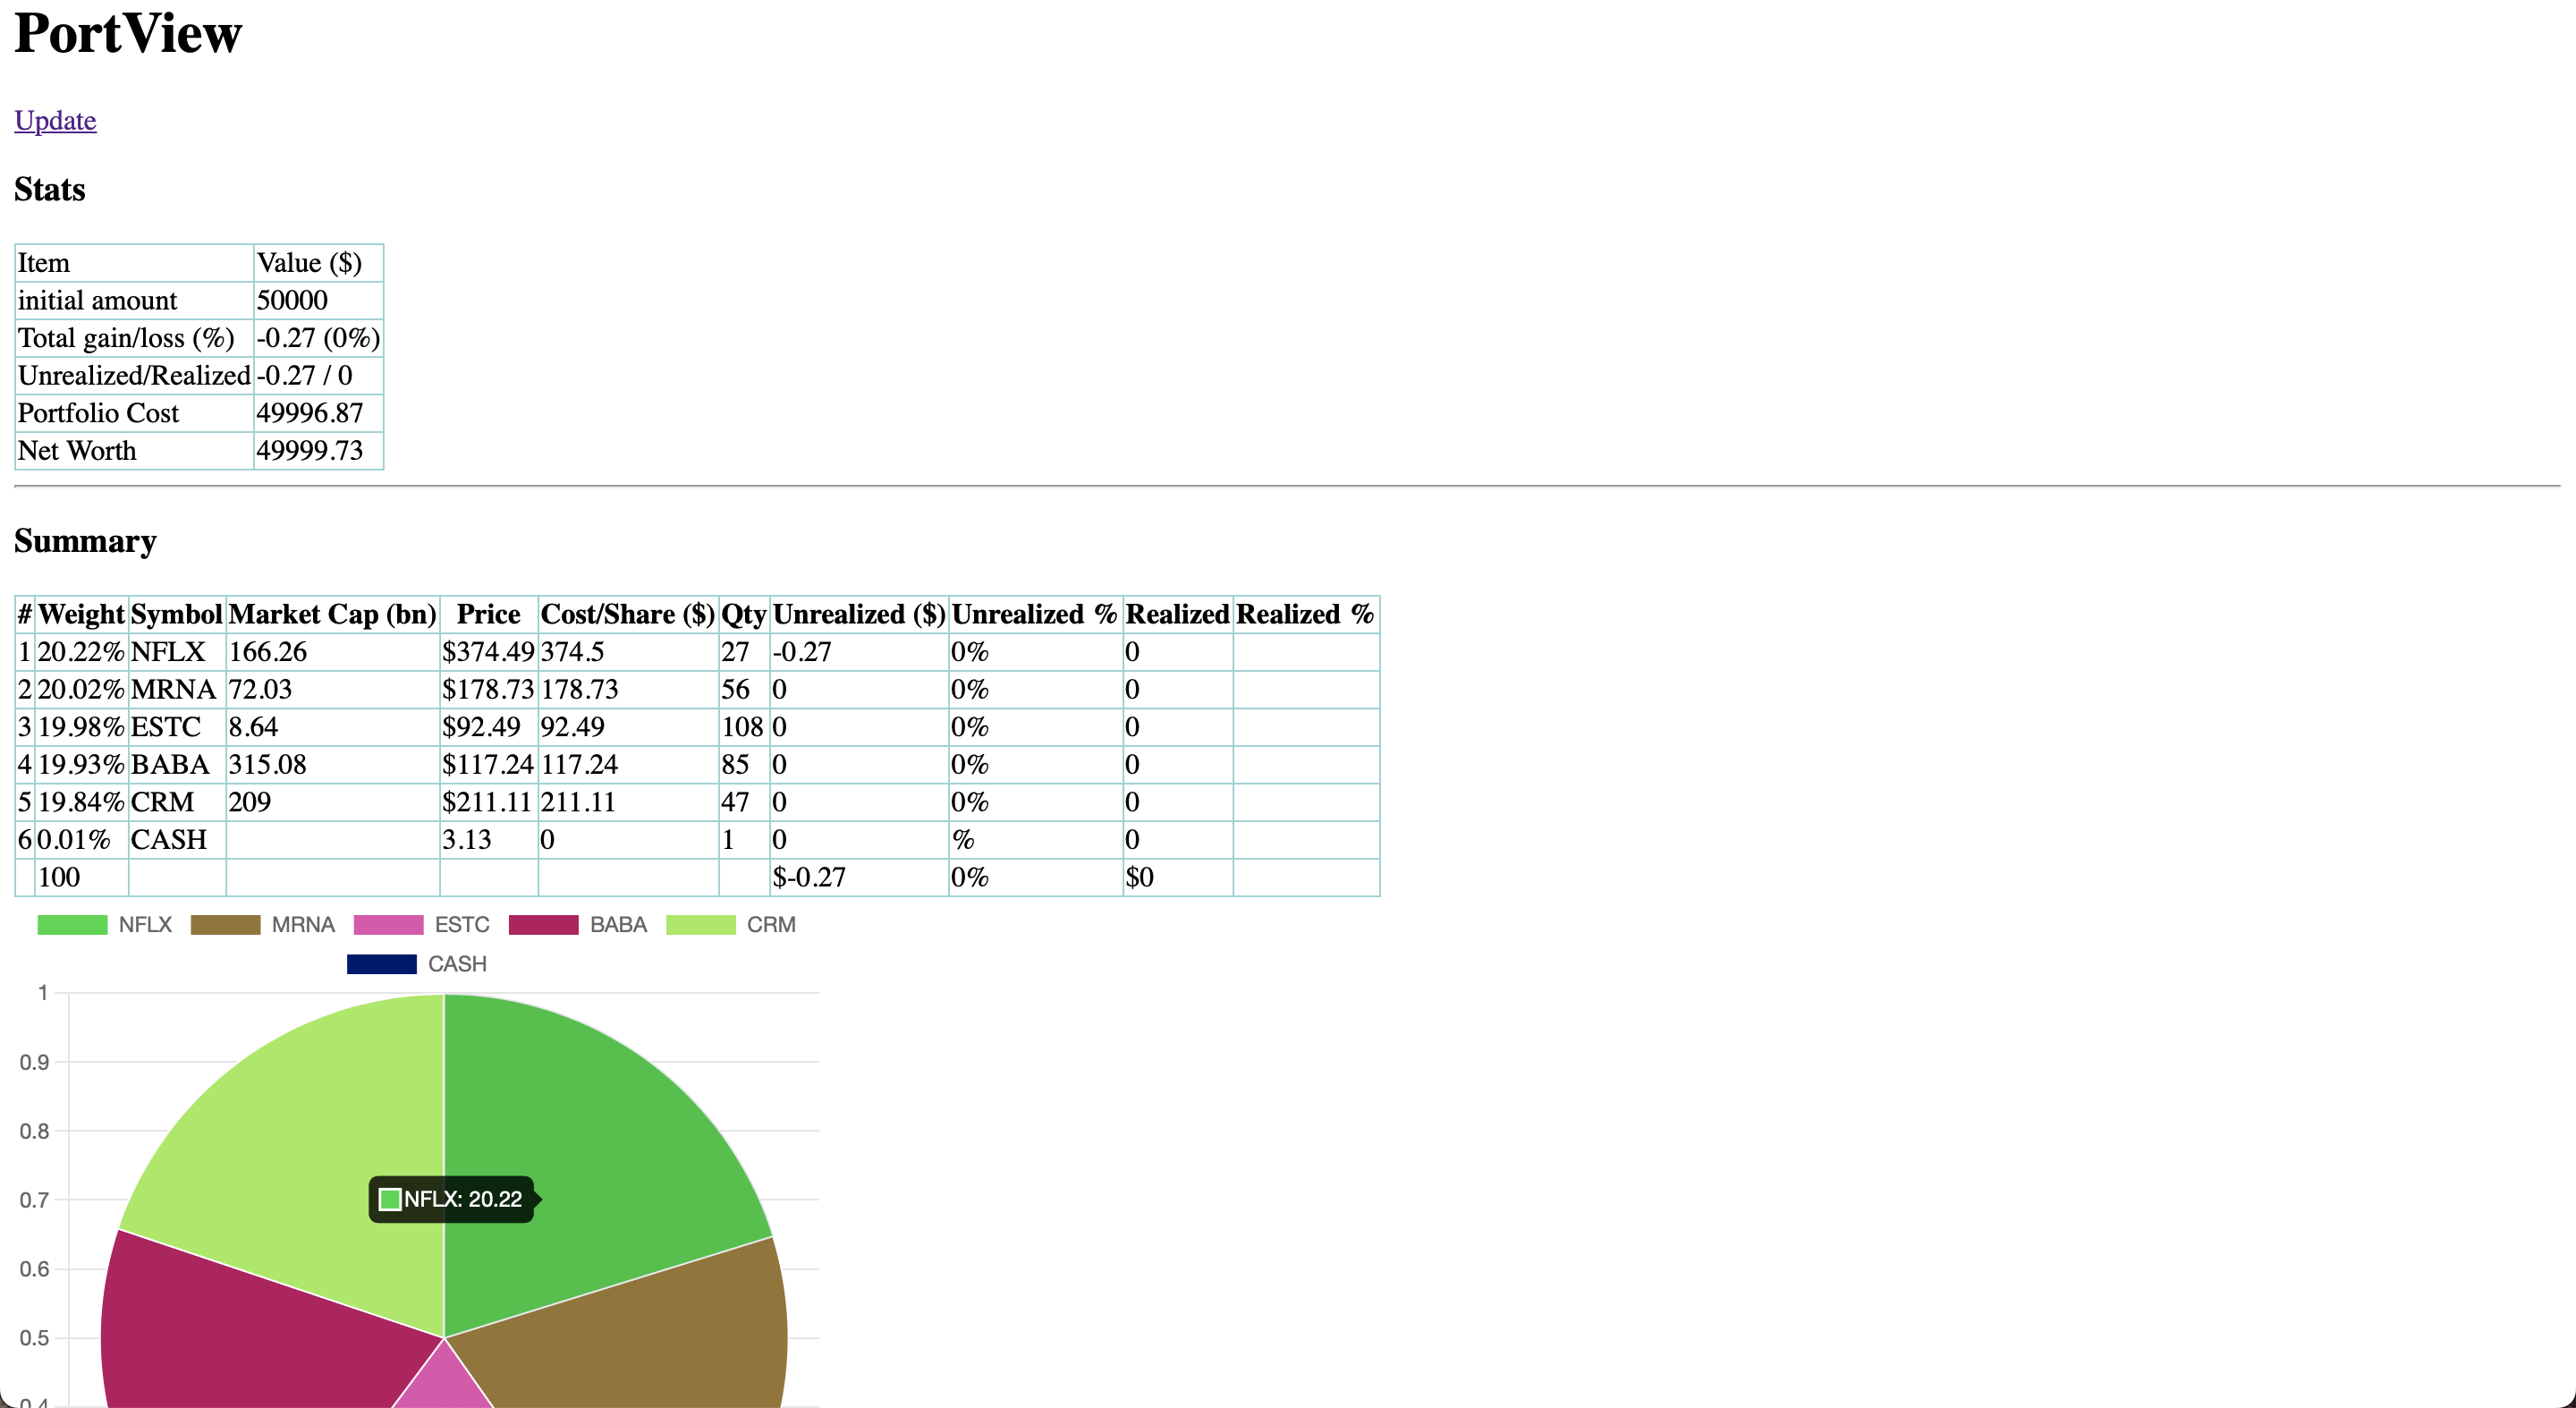 PortView
Update
Stats
Item Value ($)
initial amount 50000
Total gain/loss (%) -0.27 (0%)
Unrealized/Realized -0.27 / 0
Portfolio Cost 49996.87
Net Worth 49999.73
Summary
# Weight Symbol Market Cap (bn) Price Cost/Share ($) Qty Unrealized ($) Unrealized % Realized Realized %
1 20.22% NFLX 166.26 $374.49 374.5 27 -0.27 0% 0
2 20.02% MRNA 72.03 $178.73 178.73 56 0 0% 0
3 19.98% ESTC 8.64 $92.49 92.49 108 0 0% 0
4 19.93% BABA 315.08 $117.24 117.24 85 0 0% 0
5 19.84% CRM 209 $211.11 211.11 47 0 0% 0
6 0.01% CASH 3.13 0 1 0 % 0
100 $-0.27 0% $0
NFLX MRNA ESTC BABA CRM
CASH
1
0.9
0.8
0.7
NFLX: 20.22
0.6
0.5
0.4